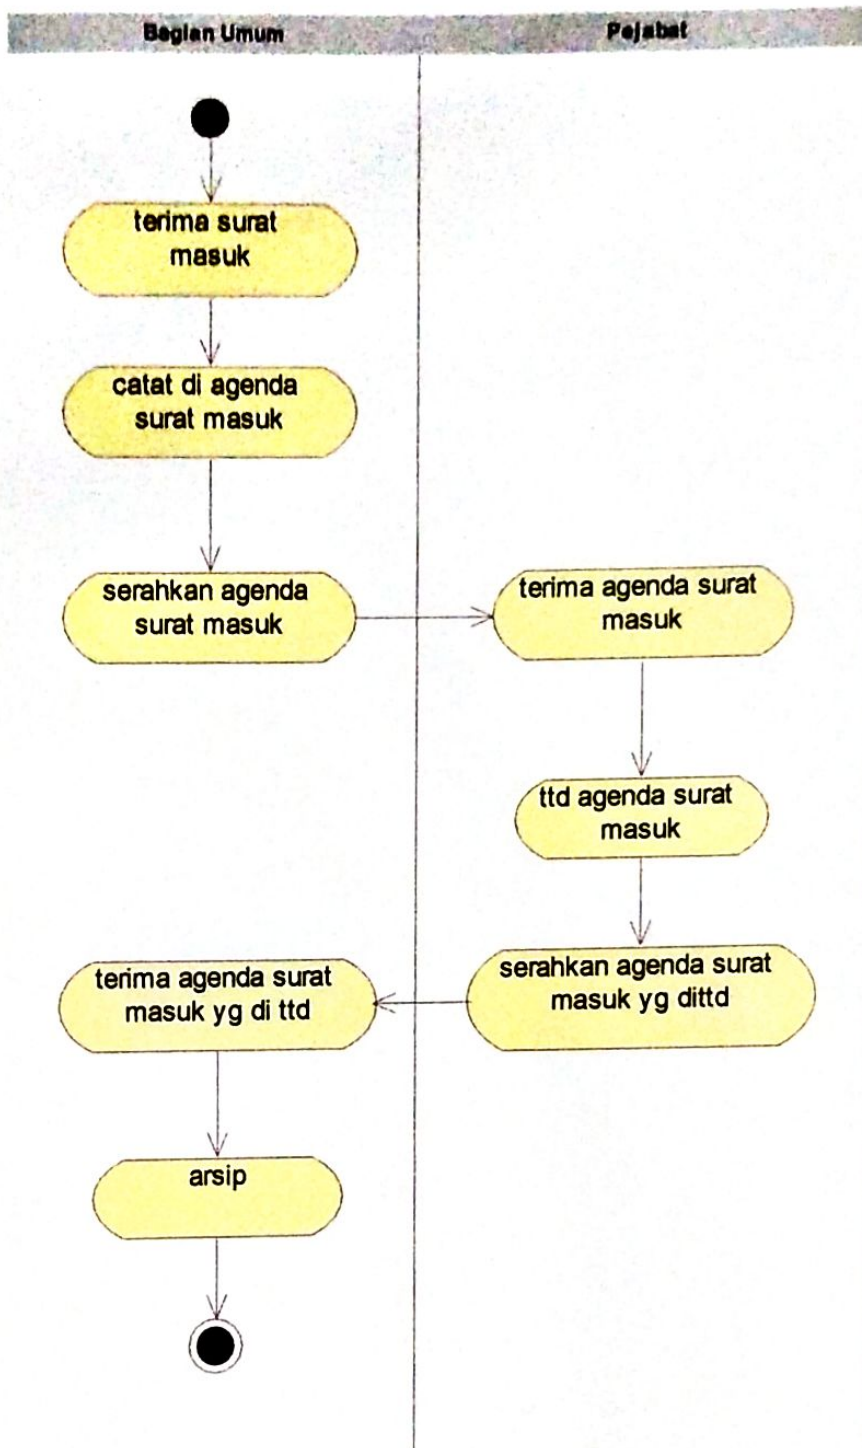 Bagian Umum
Pejabat
terima surat
masuk
catat di agenda
surat masuk
serahkan agenda
surat masuk
terima agenda surat
masuk
ttd agenda surat
masuk
serahkan agenda surat
masuk yg dittd
terima agenda surat
masuk yg di ttd
arsip